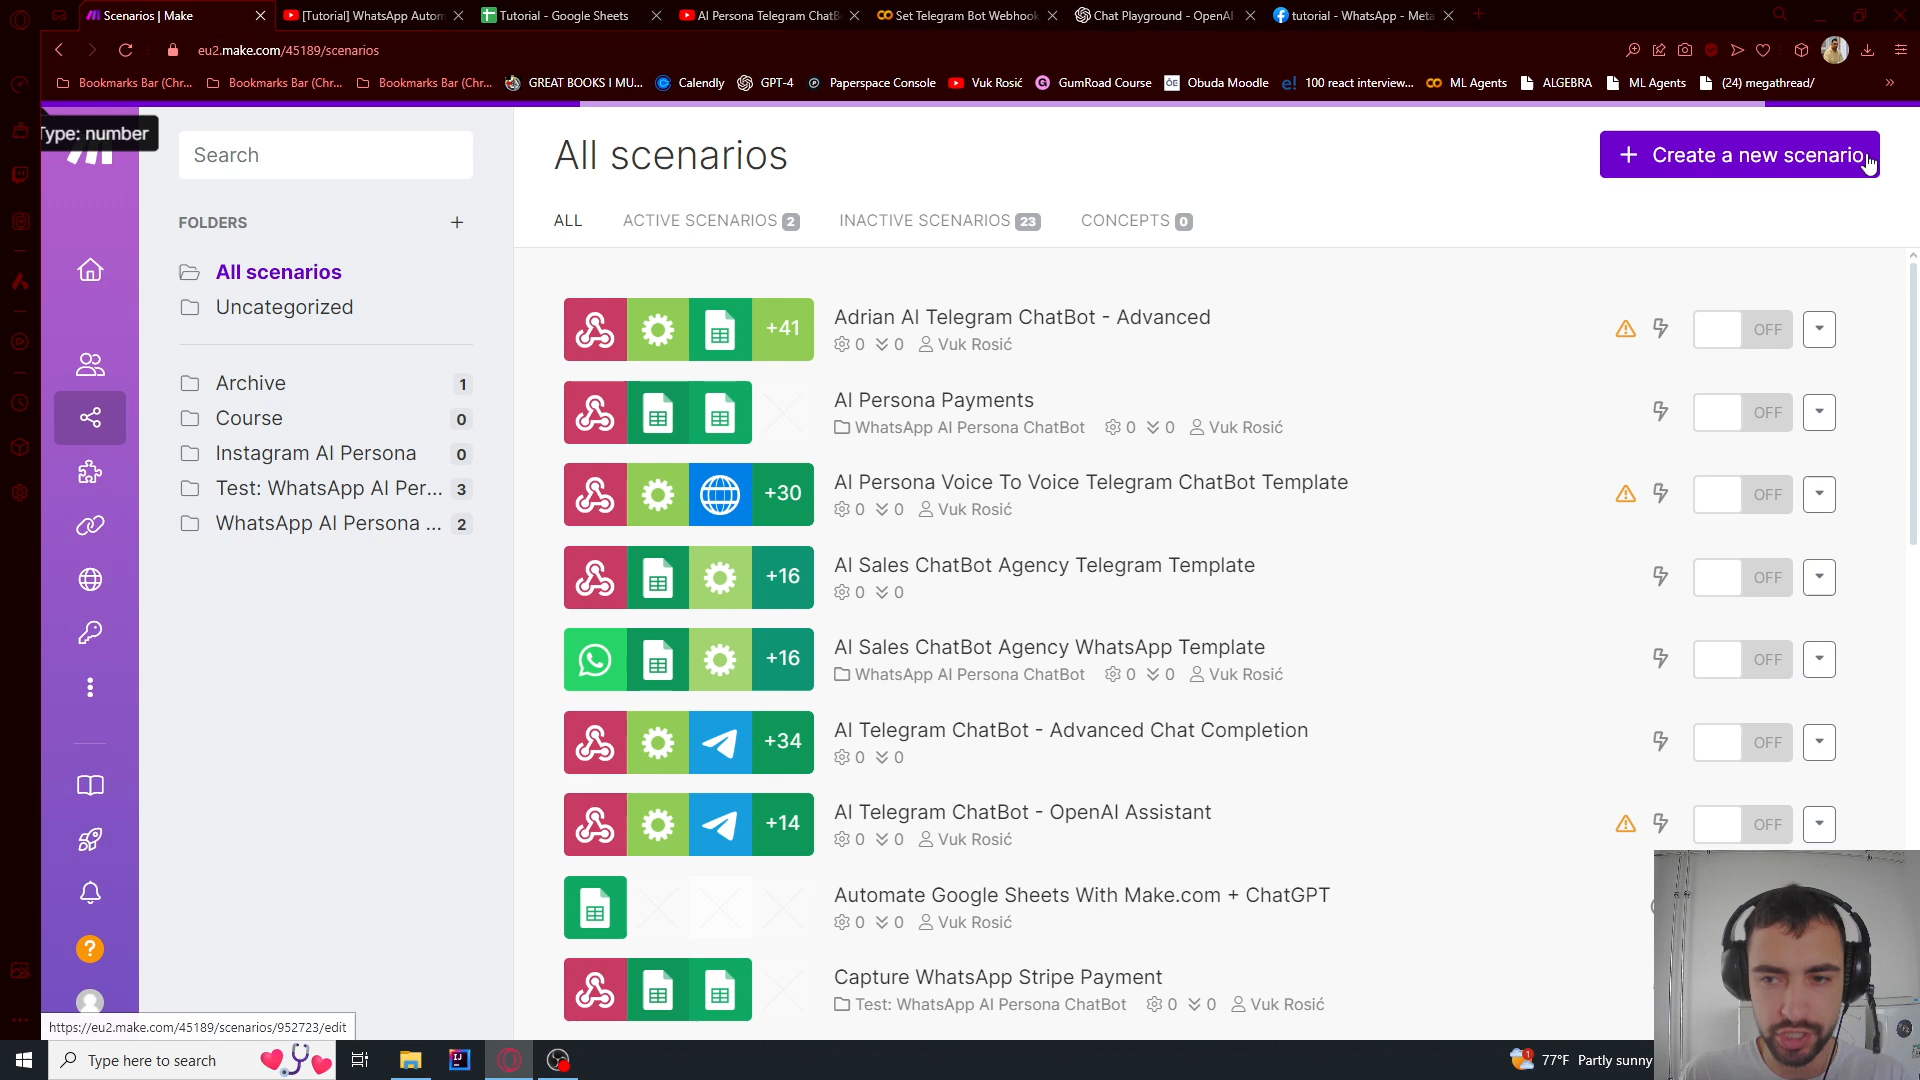 Scenarios | Make
[Tutorial] WhatsApp Autom
Tutorial - Google Sheets
AI Persona Telegram ChatB
Set Telegram Bot Webhook
Chat Playground - OpenAI
tutorial - WhatsApp - Meta
eu2.make.com/45189/scenarios
Bookmarks Bar (Chr...
Bookmarks Bar (Chr...
Bookmarks Bar (Chr...
GREAT BOOKS I MU...
Calendly
GPT-4
Paperspace Console
Vuk Rosić
GumRoad Course
Obuda Moodle
100 react interview...
ML Agents
ALGEBRA
ML Agents
(24) megathread/
Type: number
Search
FOLDERS
All scenarios
Uncategorized
Archive 1
Course 0
Instagram AI Persona 0
Test: WhatsApp AI Per... 3
WhatsApp AI Persona ... 2
All scenarios
+ Create a new scenario
ALL
ACTIVE SCENARIOS 2
INACTIVE SCENARIOS 23
CONCEPTS 0
+41
Adrian AI Telegram ChatBot - Advanced
0 0 Vuk Rosić
OFF
AI Persona Payments
WhatsApp AI Persona ChatBot 0 0 Vuk Rosić
OFF
+30
AI Persona Voice To Voice Telegram ChatBot Template
0 0 Vuk Rosić
OFF
+16
AI Sales ChatBot Agency Telegram Template
0 0
OFF
+16
AI Sales ChatBot Agency WhatsApp Template
WhatsApp AI Persona ChatBot 0 0 Vuk Rosić
OFF
+34
AI Telegram ChatBot - Advanced Chat Completion
0 0
OFF
+14
AI Telegram ChatBot - OpenAI Assistant
0 0 Vuk Rosić
OFF
Automate Google Sheets With Make.com + ChatGPT
0 0 Vuk Rosić
Capture WhatsApp Stripe Payment
Test: WhatsApp AI Persona ChatBot 0 0 Vuk Rosić
https://eu2.make.com/45189/scenarios/952723/edit
Type here to search
1
77°F Partly sunny